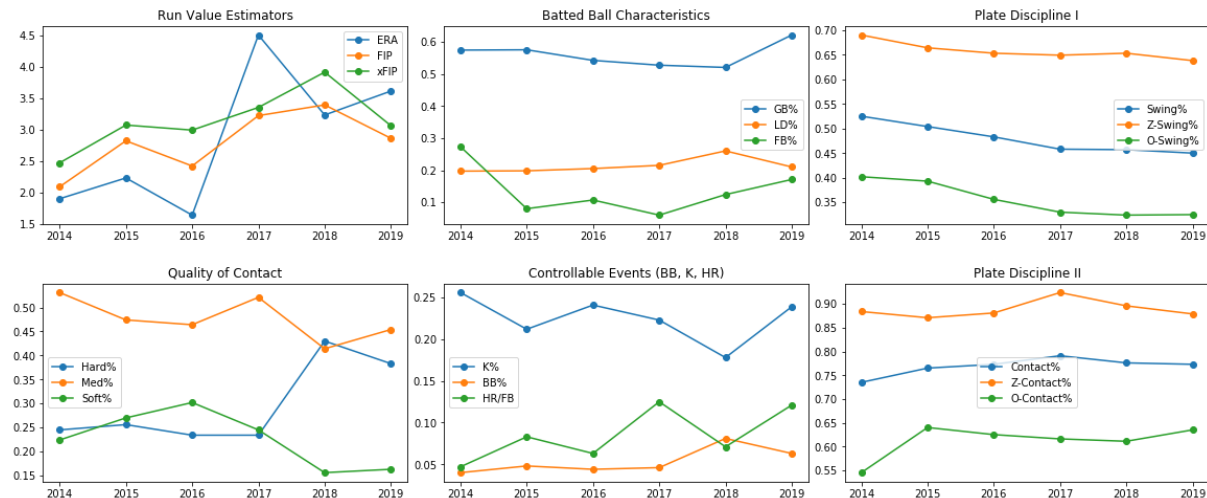 Run Value Estimators
4.5
4.0
3.5
3.0
2.5
2.0
1.5
ERA
FIP
xFIP
2014 2015 2016 2017 2018 2019
Batted Ball Characteristics
0.6
0.5
0.4
0.3
0.2
0.1
GB%
LD%
FB%
2014 2015 2016 2017 2018 2019
Plate Discipline I
0.70
0.65
0.60
0.55
0.50
0.45
0.40
0.35
Swing%
Z-Swing%
O-Swing%
2014 2015 2016 2017 2018 2019
Quality of Contact
0.50
0.45
0.40
0.35
0.30
0.25
0.20
0.15
Hard%
Med%
Soft%
2014 2015 2016 2017 2018 2019
Controllable Events (BB, K, HR)
0.25
0.20
0.15
0.10
0.05
K%
BB%
HR/FB
2014 2015 2016 2017 2018 2019
Plate Discipline II
0.90
0.85
0.80
0.75
0.70
0.65
0.60
0.55
Contact%
Z-Contact%
O-Contact%
2014 2015 2016 2017 2018 2019